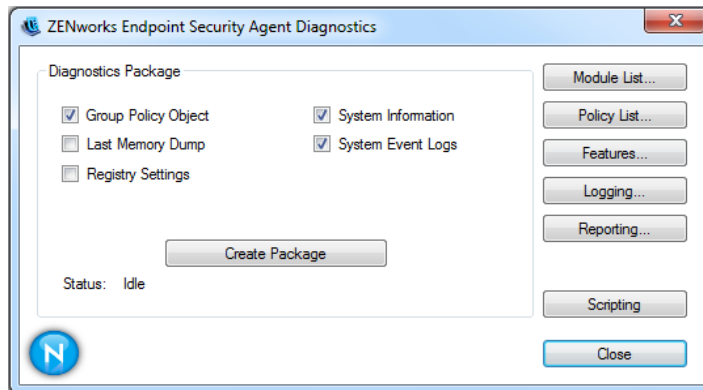 ZENworks Endpoint Security Agent Diagnostics
Diagnostics Package
Group Policy Object
System Information
Last Memory Dump
System Event Logs
Registry Settings
Create Package
Status: Idle
Module List...
Policy List...
Features...
Logging...
Reporting...
Scripting
Close
N